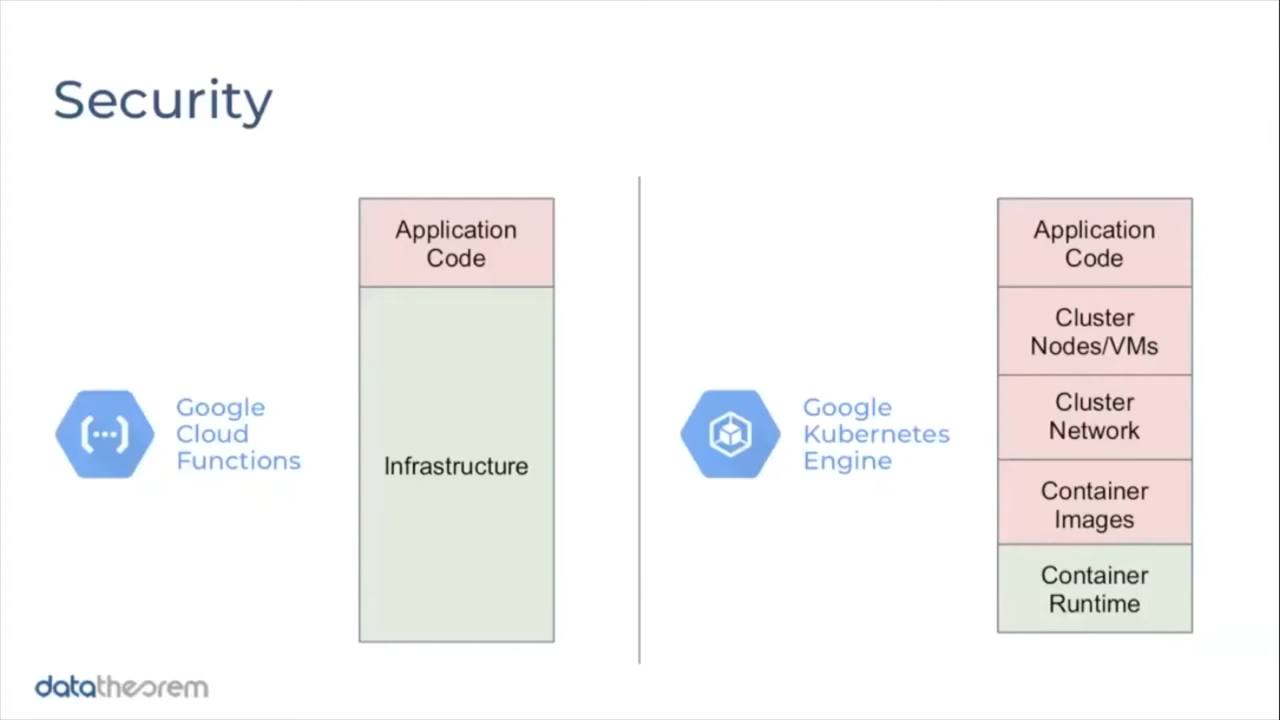 Security
Google
Cloud
Functions
Application
Code
Infrastructure
Google
Kubernetes
Engine
Application
Code
Cluster
Nodes/VMs
Cluster
Network
Container
Images
Container
Runtime
datatheorem